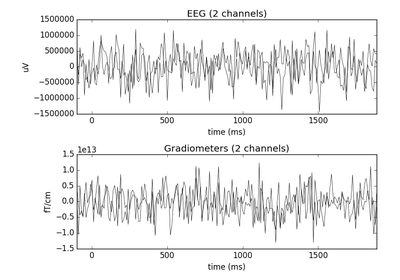 EEG (2 channels)
1500000
1000000
500000
0
−500000
−1000000
−1500000
uV
0 500 1000 1500
time (ms)
Gradiometers (2 channels)
1e13
1.5
1.0
0.5
0.0
−0.5
−1.0
−1.5
fT/cm
0 500 1000 1500
time (ms)